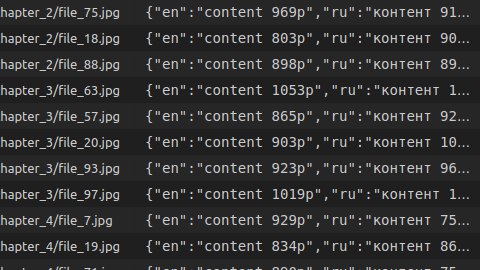 hapter_2/file_75.jpg {"en":"content 969p","ru":"контент 91...
hapter_2/file_18.jpg {"en":"content 803p","ru":"контент 90...
hapter_2/file_88.jpg {"en":"content 898p","ru":"контент 89...
hapter_3/file_63.jpg {"en":"content 1053p","ru":"контент 1...
hapter_3/file_57.jpg {"en":"content 865p","ru":"контент 92...
hapter_3/file_20.jpg {"en":"content 903p","ru":"контент 10...
hapter_3/file_93.jpg {"en":"content 923p","ru":"контент 96...
hapter_3/file_97.jpg {"en":"content 1019p","ru":"контент 1...
hapter_4/file_7.jpg {"en":"content 929p","ru":"контент 75...
hapter_4/file_19.jpg {"en":"content 834p","ru":"контент 86...